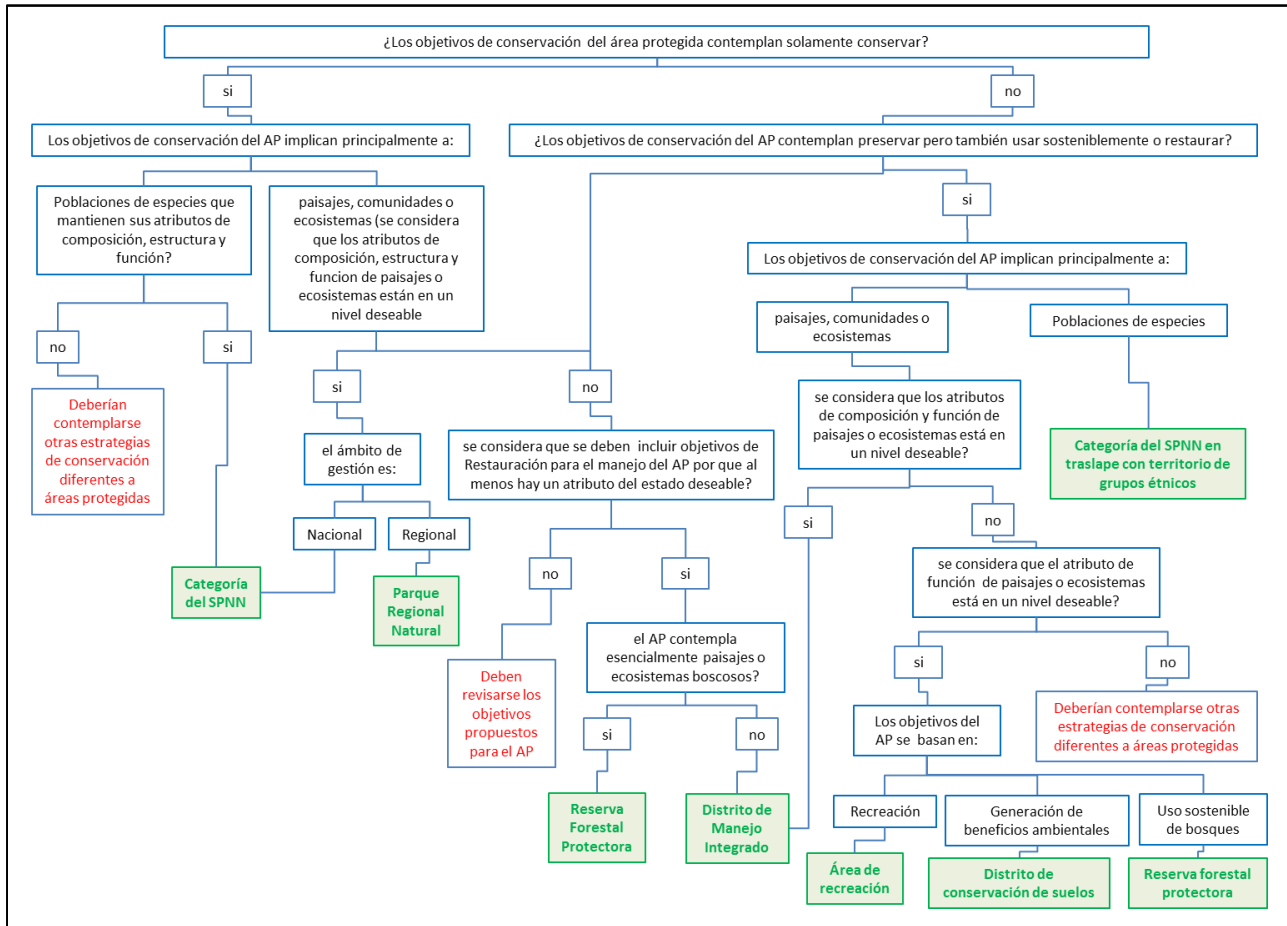 ¿Los objetivos de conservación del área protegida contemplan solamente conservar?
si
no
Los objetivos de conservación del AP implican principalmente a:
¿Los objetivos de conservación del AP contemplan preservar pero también usar sosteniblemente o restaurar?
Poblaciones de especies que
mantienen sus atributos de
composición, estructura y
función?
paisajes, comunidades o
ecosistemas (se considera
que los atributos de
composición, estructura y
funcion de paisajes o
ecosistemas están en un
nivel deseable
si
Los objetivos de conservación del AP implican principalmente a:
paisajes, comunidades o
ecosistemas
Poblaciones de especies
no
si
Deberían
contemplarse
otras estrategias
de conservación
diferentes a
áreas protegidas
si
no
se considera que los atributos
de composición y función de
paisajes o ecosistemas está en
un nivel deseable?
Categoría del SPNN en
traslape con territorio de
grupos étnicos
el ámbito de
gestión es:
se considera que se deben incluir objetivos de
Restauración para el manejo del AP por que al
menos hay un atributo del estado deseable?
Nacional
Regional
si
no
Categoría
del SPNN
Parque
Regional
Natural
no
si
se considera que el atributo de
función de paisajes o ecosistemas
está en un nivel deseable?
Deben
revisarse los
objetivos
propuestos
para el AP
el AP contempla
esencialmente paisajes o
ecosistemas boscosos?
si
no
Los objetivos del
AP se basan en:
Deberían contemplarse otras
estrategias de conservación
diferentes a áreas protegidas
si
no
Reserva
Forestal
Protectora
Distrito de
Manejo
Integrado
Recreación
Generación de
beneficios ambientales
Uso sostenible
de bosques
Área de
recreación
Distrito de
conservación de suelos
Reserva forestal
protectora